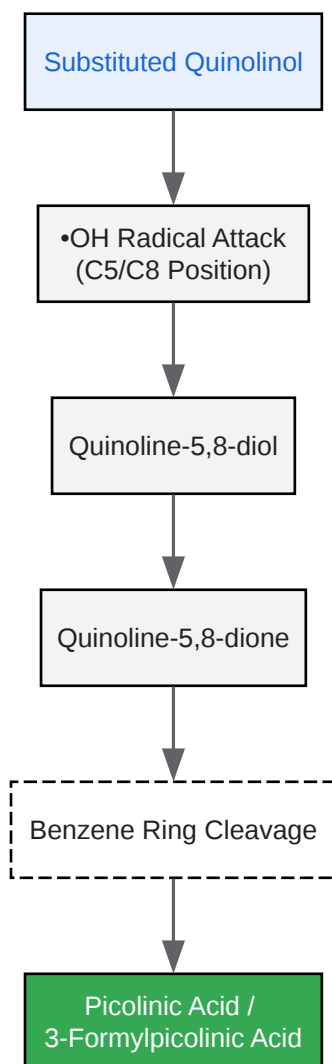 Substituted Quinolinol
•OH Radical Attack
(C5/C8 Position)
Quinoline-5,8-diol
Quinoline-5,8-dione
Benzene Ring Cleavage
Picolinic Acid /
3-Formylpicolinic Acid